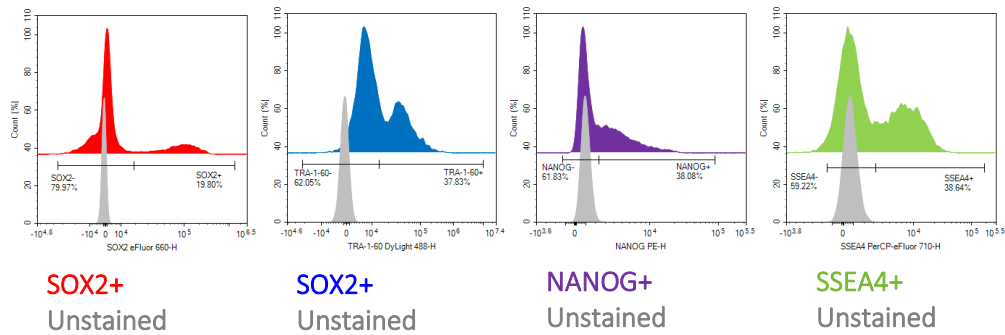 110
100
80
60
40
20
0
Count (%)
SOX2-
79.97%
SOX2+
19.80%
-10^4.8
-10^4
0
10^4
10^5
10^6.5
SOX2 eFluor 660-H
110
100
80
60
40
20
0
Count (%)
TRA-1-60-
62.05%
TRA-1-60+
37.83%
-10^4.8
-10^4
0
10^5
10^6
10^7.4
TRA-1-60 DyLight 488-H
110
100
80
60
40
20
0
Count (%)
NANOG-
61.83%
NANOG+
38.08%
-10^3.6
0
10^4
10^5
10^5.5
NANOG PE-H
110
100
80
60
40
20
0
Count (%)
SSEA4-
59.22%
SSEA4+
38.64%
-10^3.8
0
10^4
10^5
10^5.5
SSEA4 PerCP-eFluor 710-H
SOX2+
Unstained
SOX2+
Unstained
NANOG+
Unstained
SSEA4+
Unstained